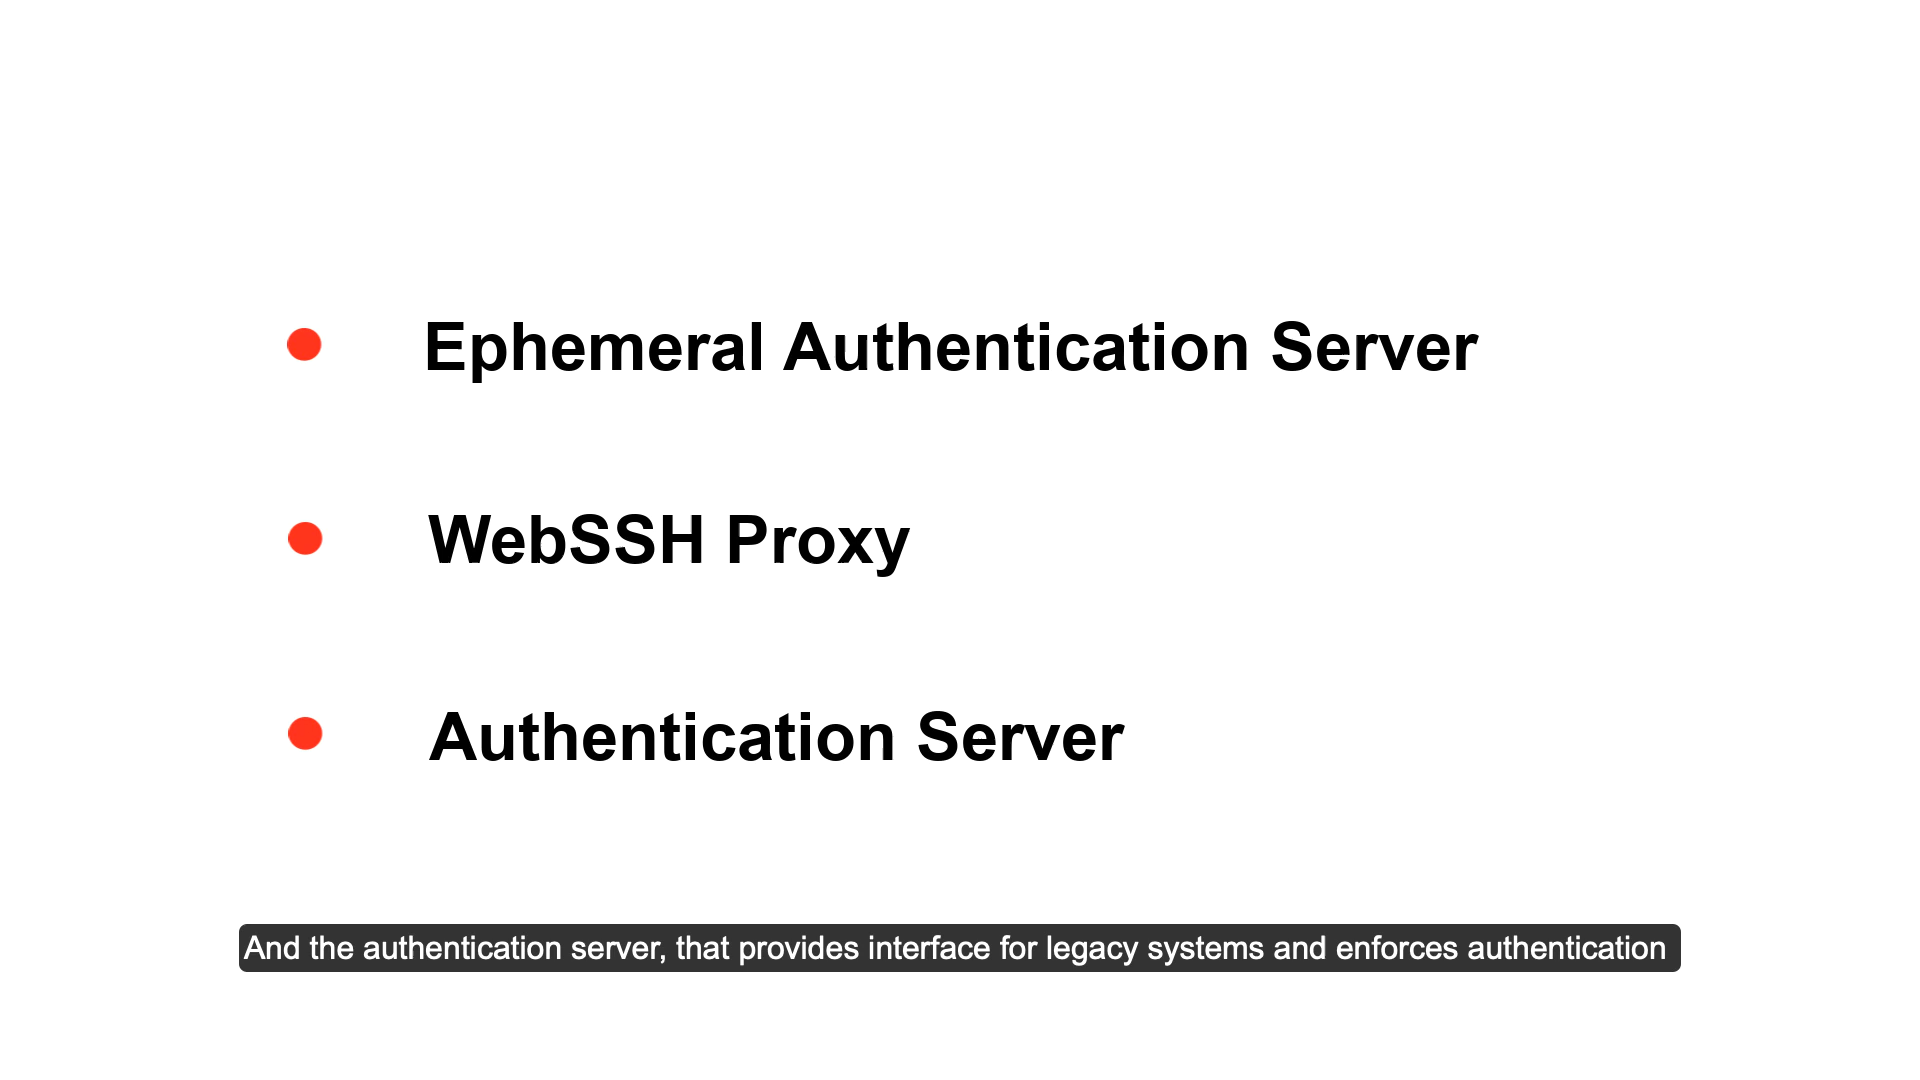 Ephemeral Authentication Server
WebSSH Proxy
Authentication Server
And the authentication server, that provides interface for legacy systems and enforces authentication